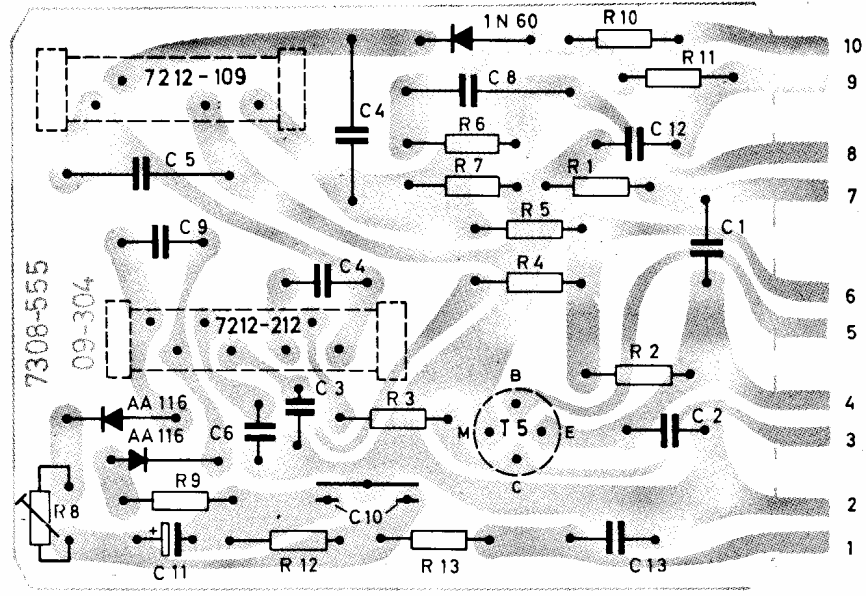 1N 60
R 10
10
7212-109
R 11
9
C 8
C 4
R 6
C 12
8
C 5
R 7
R 1
7
C 9
R 5
C 1
C 4
R 4
6
7308-555
09-304
7212-212
5
R 2
B
4
AA 116
C 3
R 3
M
T 5
E
C 2
3
AA 116
C6
C
R 9
2
R 8
C 10
+
1
C 11
R 12
R 13
C 13